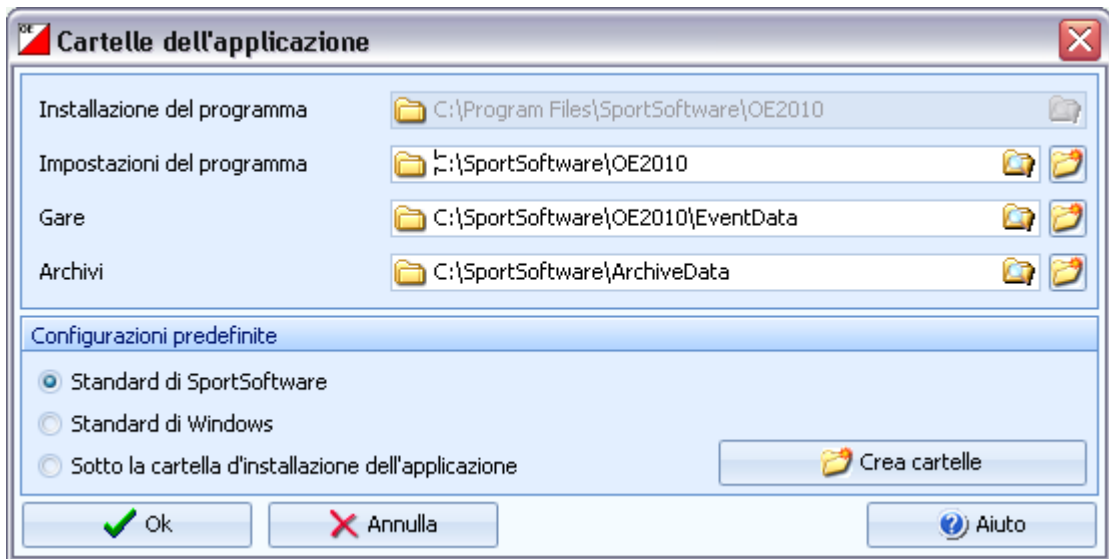 OE
Cartelle dell'applicazione
Installazione del programma C:\Program Files\SportSoftware\OE2010
Impostazioni del programma C:\SportSoftware\OE2010
Gare C:\SportSoftware\OE2010\EventData
Archivi C:\SportSoftware\ArchiveData
Configurazioni predefinite
Standard di SportSoftware
Standard di Windows
Sotto la cartella d'installazione dell'applicazione
Crea cartelle
Ok Annulla Aiuto